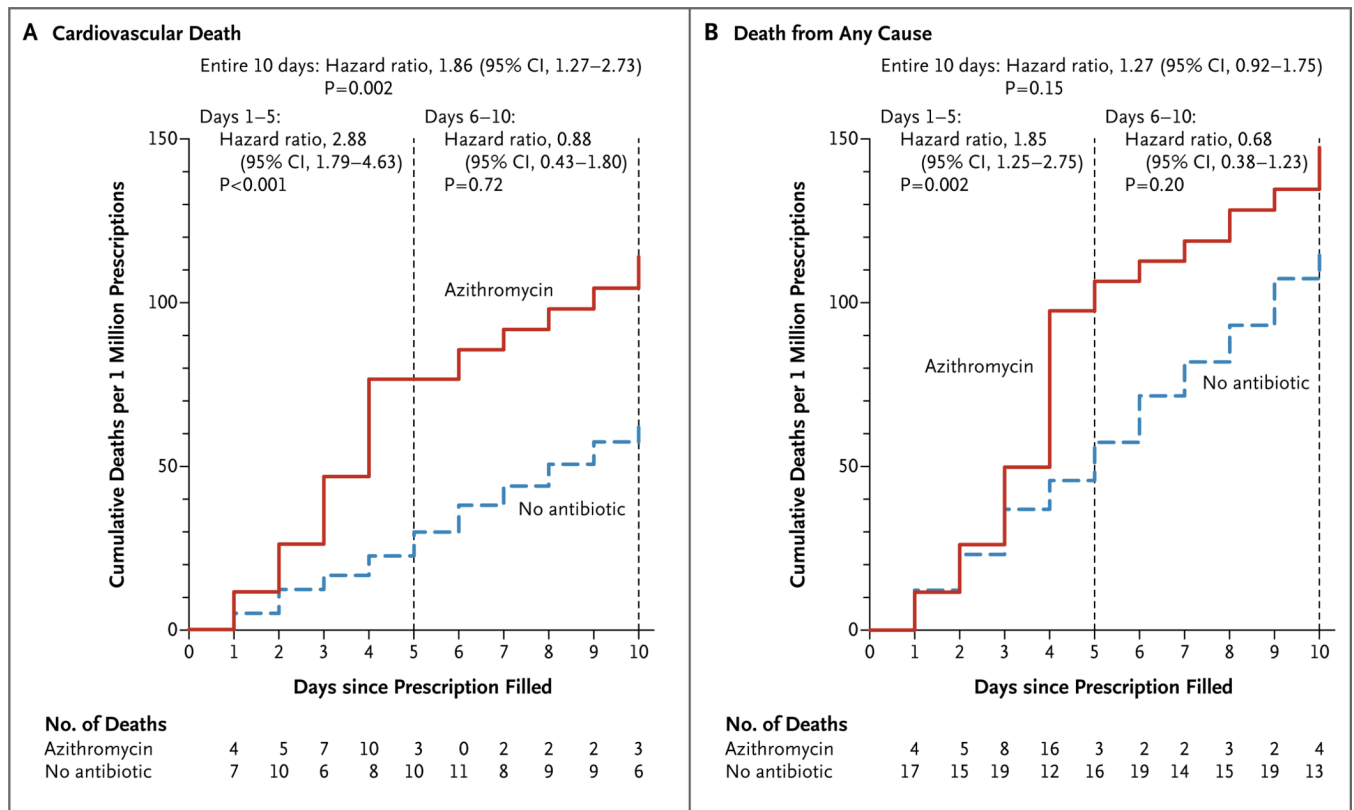 A Cardiovascular Death
Entire 10 days: Hazard ratio, 1.86 (95% CI, 1.27–2.73)
P=0.002
Days 1–5:
Hazard ratio, 2.88
(95% CI, 1.79–4.63)
P<0.001
Days 6–10:
Hazard ratio, 0.88
(95% CI, 0.43–1.80)
P=0.72
Cumulative Deaths per 1 Million Prescriptions
150
100
50
0
Azithromycin
No antibiotic
0 1 2 3 4 5 6 7 8 9 10
Days since Prescription Filled
No. of Deaths
Azithromycin 4 5 7 10 3 0 2 2 2 3
No antibiotic 7 10 6 8 10 11 8 9 9 6
B Death from Any Cause
Entire 10 days: Hazard ratio, 1.27 (95% CI, 0.92–1.75)
P=0.15
Days 1–5:
Hazard ratio, 1.85
(95% CI, 1.25–2.75)
P=0.002
Days 6–10:
Hazard ratio, 0.68
(95% CI, 0.38–1.23)
P=0.20
Cumulative Deaths per 1 Million Prescriptions
150
100
50
0
Azithromycin
No antibiotic
0 1 2 3 4 5 6 7 8 9 10
Days since Prescription Filled
No. of Deaths
Azithromycin 4 5 8 16 3 2 2 3 2 4
No antibiotic 17 15 19 12 16 19 14 15 19 13